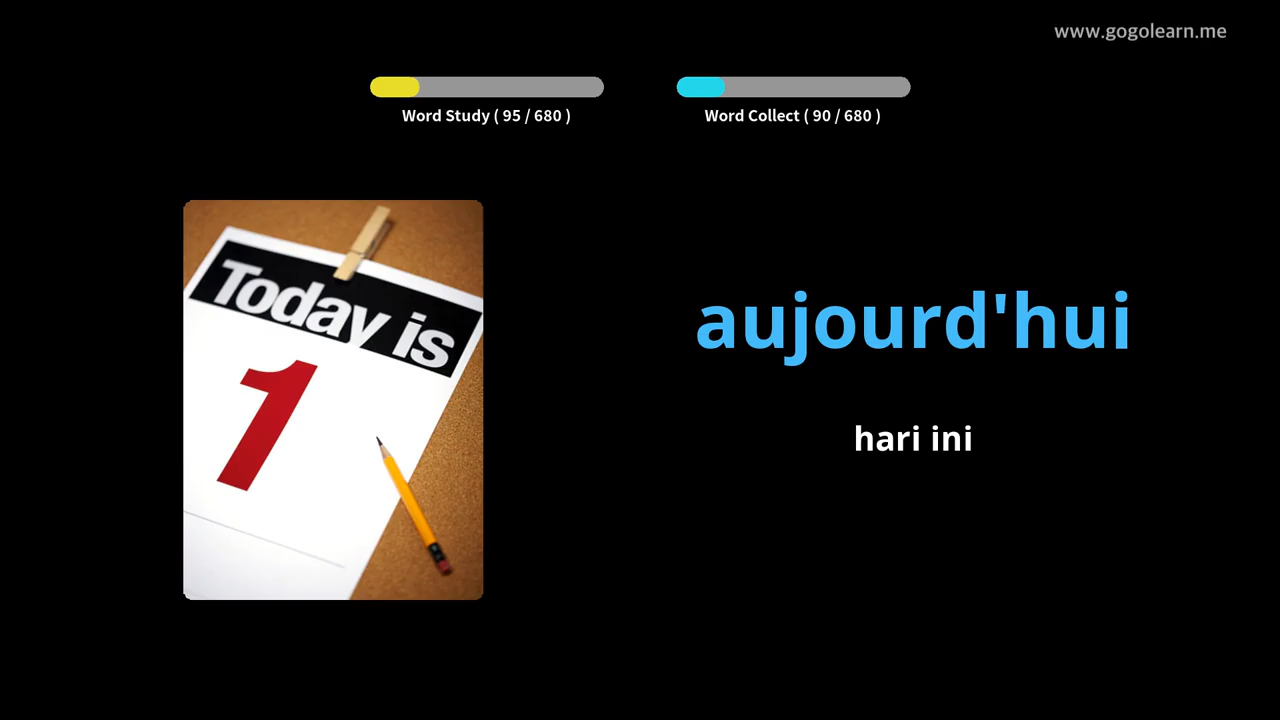 www.gogolearn.me
Word Study ( 95 / 680 )
Word Collect ( 90 / 680 )
Today is
1
aujourd'hui
hari ini